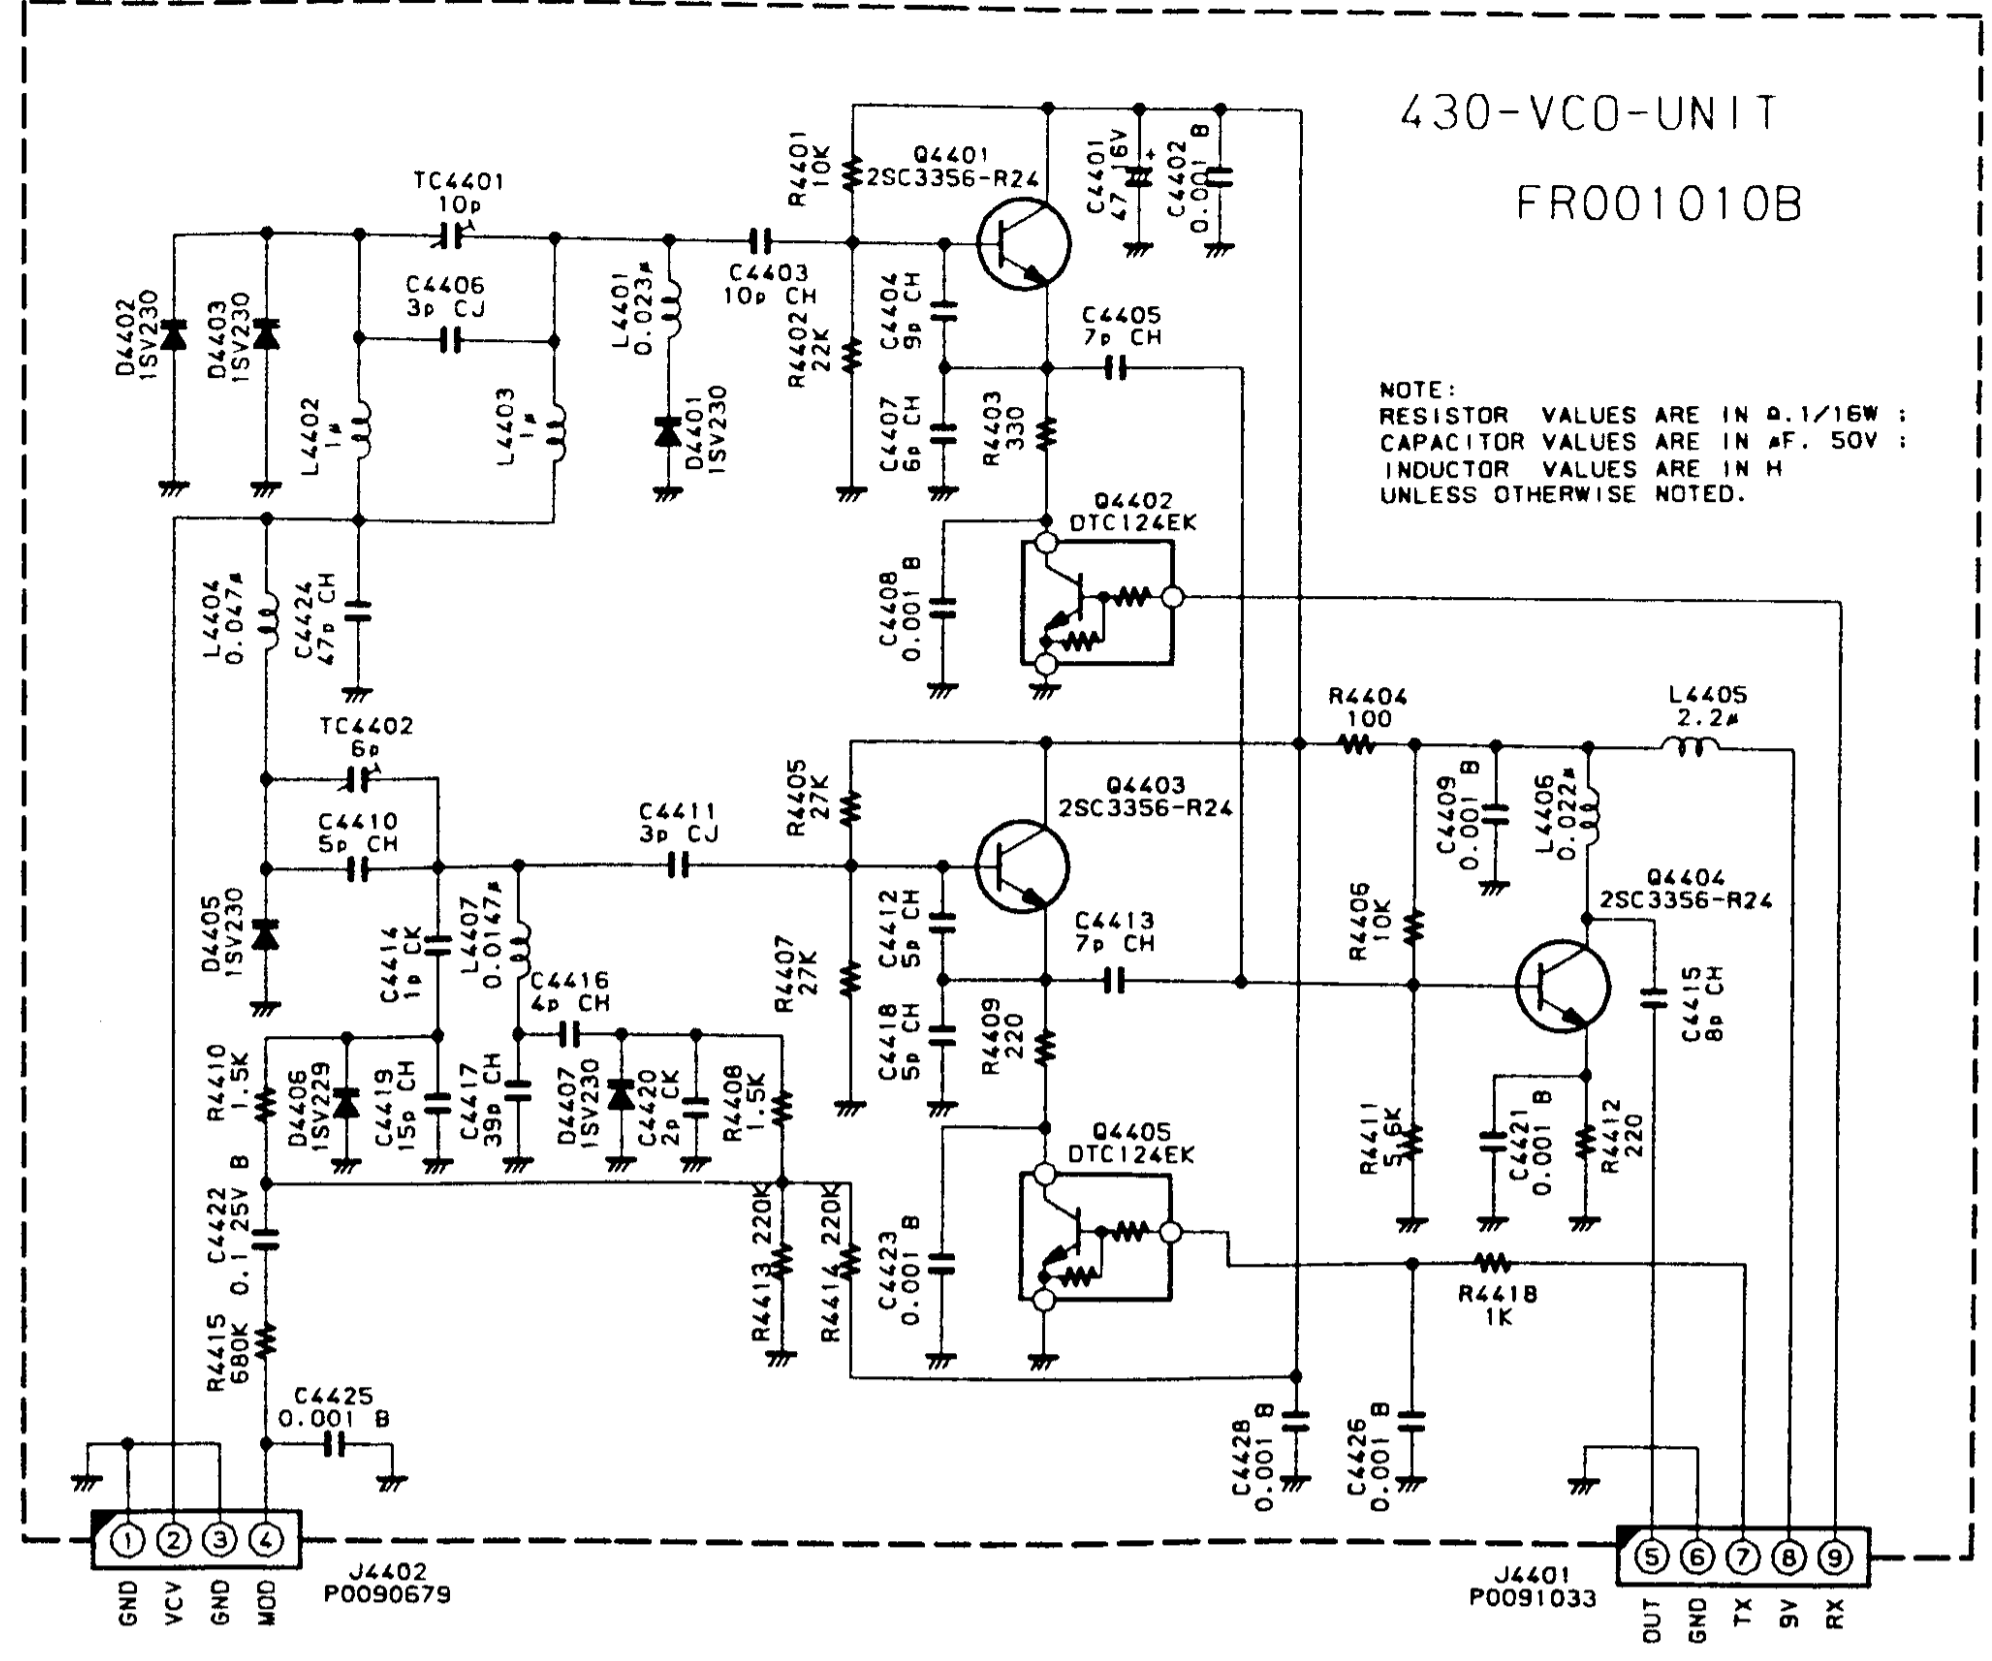 430-VCO-UNIT
FR001010B
NOTE:
RESISTOR VALUES ARE IN Ω.1/16W :
CAPACITOR VALUES ARE IN µF. 50V :
INDUCTOR VALUES ARE IN H
UNLESS OTHERWISE NOTED.
TC4401
10p
C4406
3p CJ
D4402
1SV230
D4403
1SV230
L4402
1µ
L4403
1µ
L4401
0.023µ
D4401
1SV230
C4403
10p CH
R4401
10K
R4402
22K
Q4401
2SC3356-R24
C4401
47 16V
+
C4402
0.001 B
C4404
9p CH
C4407
6p CH
C4405
7p CH
R4403
330
Q4402
DTC124EK
C4408
0.001 B
L4404
0.047µ
C4424
47p CH
TC4402
6p
C4410
5p CH
D4405
1SV230
C4411
3p CJ
C4414
1p CK
L4407
0.0147µ
C4416
4p CH
R4405
27K
R4407
27K
Q4403
2SC3356-R24
C4412
5p CH
C4418
5p CH
C4413
7p CH
R4409
220
R4404
100
L4405
2.2µ
C4409
0.001 B
L4406
0.022µ
R4406
10K
Q4404
2SC3356-R24
C4415
8p CH
R4410
1.5K
D4406
1SV229
C4419
15p CH
C4417
39p CH
D4407
1SV230
C4420
2p CK
R4408
1.5K
Q4405
DTC124EK
R4411
5.6K
C4421
0.001 B
R4412
220
C4422
0.1 25V B
R4413 220K
R4414 220K
C4423
0.001 B
R4418
1K
R4415
680K
C4425
0.001 B
C4428
0.001 B
C4426
0.001 B
1 2 3 4
J4402
P0090679
GND
VCV
GND
MOD
5 6 7 8 9
J4401
P0091033
OUT
GND
TX
9V
RX